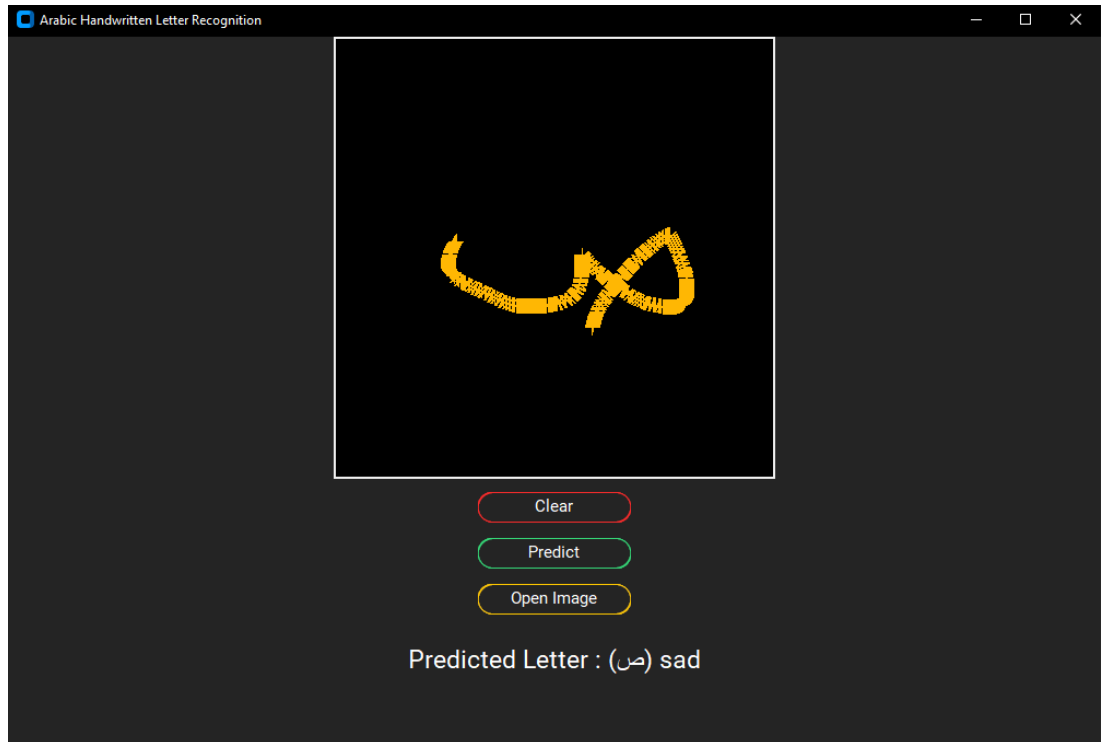 Arabic Handwritten Letter Recognition
ص
Clear
Predict
Open Image
Predicted Letter : (ص) sad